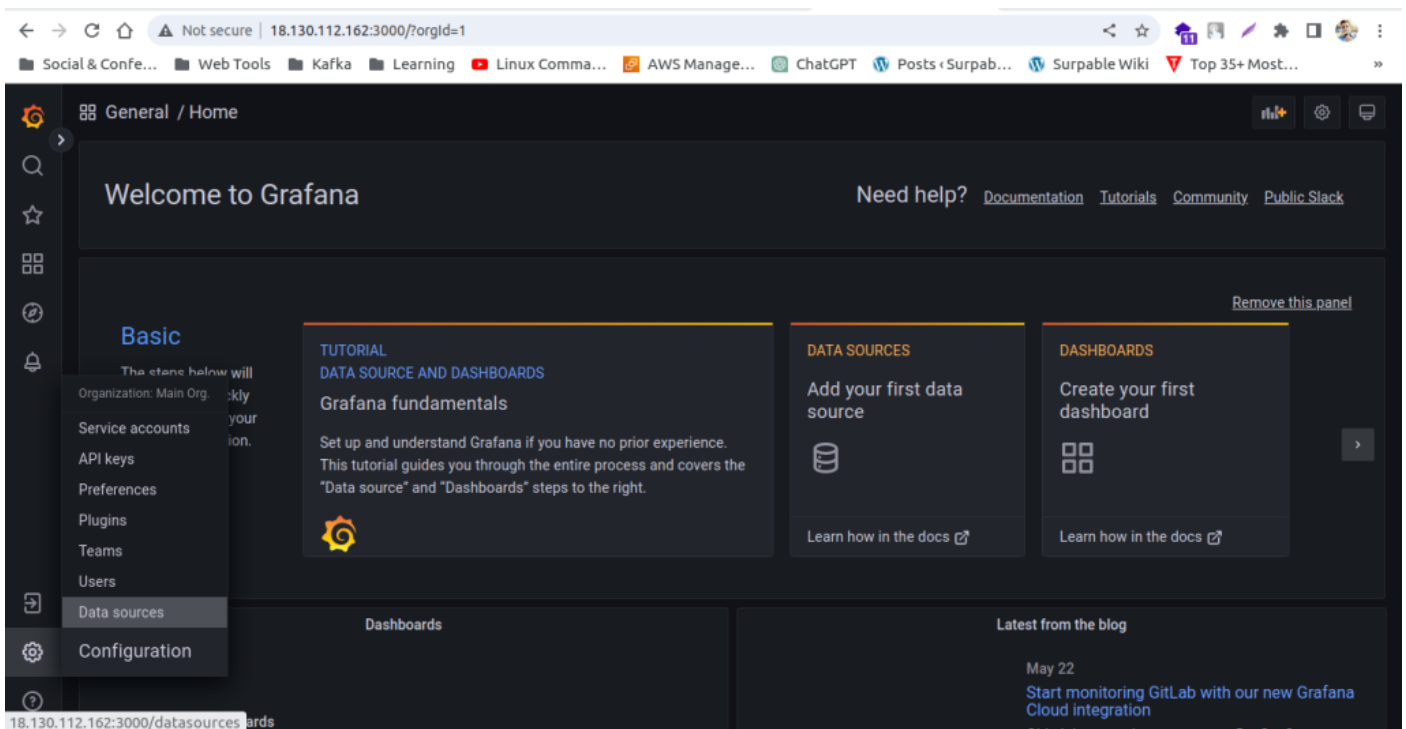 Not secure | 18.130.112.162:3000/?orgId=1
11
Social & Confe... Web Tools Kafka Learning Linux Comma... AWS Manage... ChatGPT Posts ‹ Surpab... Surpable Wiki Top 35+ Most... »
General / Home
Welcome to Grafana
Need help? Documentation Tutorials Community Public Slack
Remove this panel
Basic
The steps below will
ckly
your
ion.
TUTORIAL
DATA SOURCE AND DASHBOARDS
Grafana fundamentals
Set up and understand Grafana if you have no prior experience.
This tutorial guides you through the entire process and covers the
"Data source" and "Dashboards" steps to the right.
DATA SOURCES
Add your first data
source
Learn how in the docs
DASHBOARDS
Create your first
dashboard
Learn how in the docs
Organization: Main Org.
Service accounts
API keys
Preferences
Plugins
Teams
Users
Data sources
Configuration
Dashboards
ards
Latest from the blog
May 22
Start monitoring GitLab with our new Grafana
Cloud integration
18.130.112.162:3000/datasources